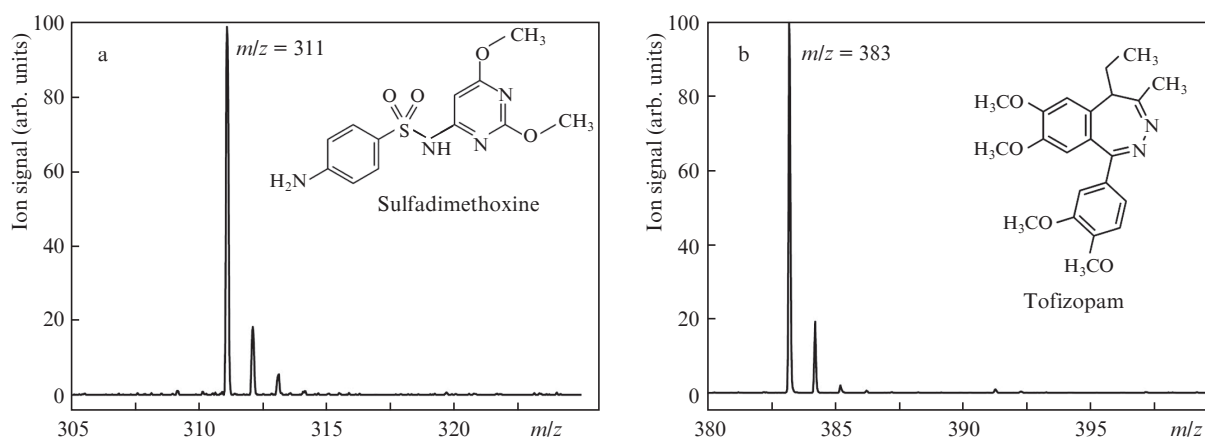 100
80
60
40
20
0
Ion signal (arb. units)
a
m/z = 311
O
CH₃
O
O
S
NH
N
N
O
CH₃
H₂N
Sulfadimethoxine
305
310
315
320
m/z
100
80
60
40
20
0
Ion signal (arb. units)
b
m/z = 383
CH₃
CH₃
H₃CO
H₃CO
N
N
H₃CO
H₃CO
Tofizopam
380
385
390
395
m/z